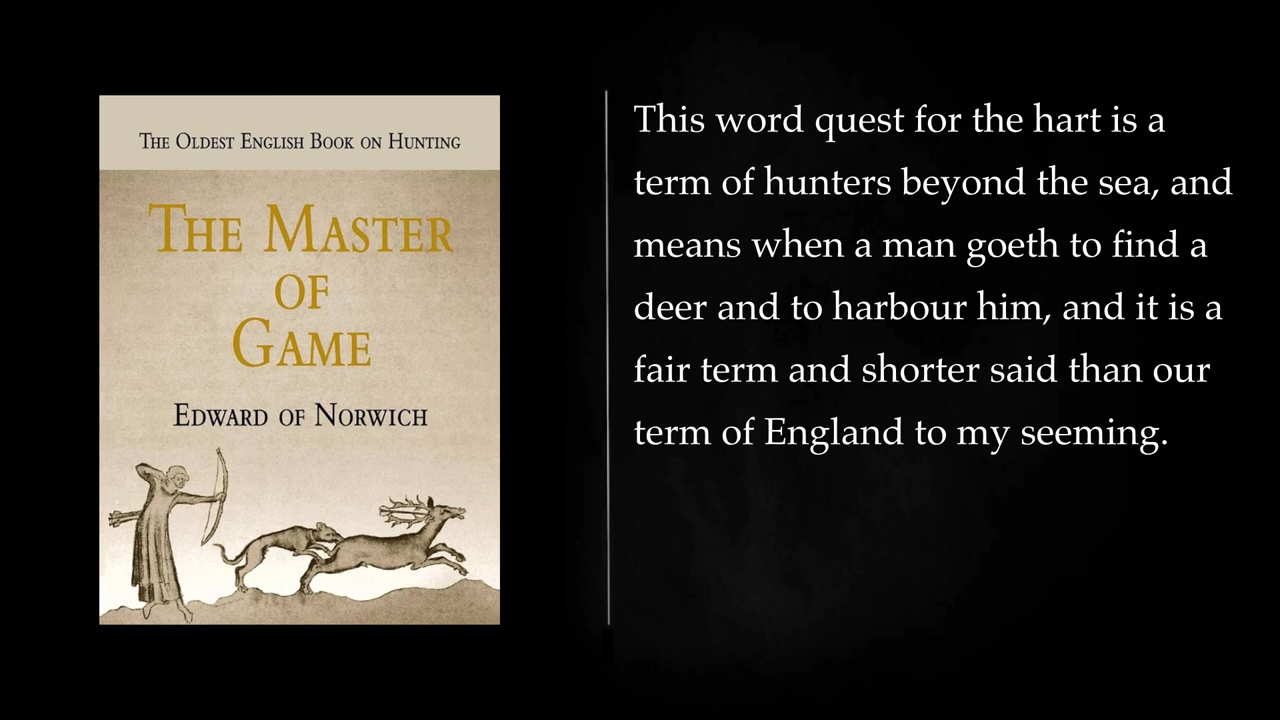 The Oldest English Book on Hunting
The Master
of
Game
Edward of Norwich
This word quest for the hart is a
term of hunters beyond the sea, and
means when a man goeth to find a
deer and to harbour him, and it is a
fair term and shorter said than our
term of England to my seeming.